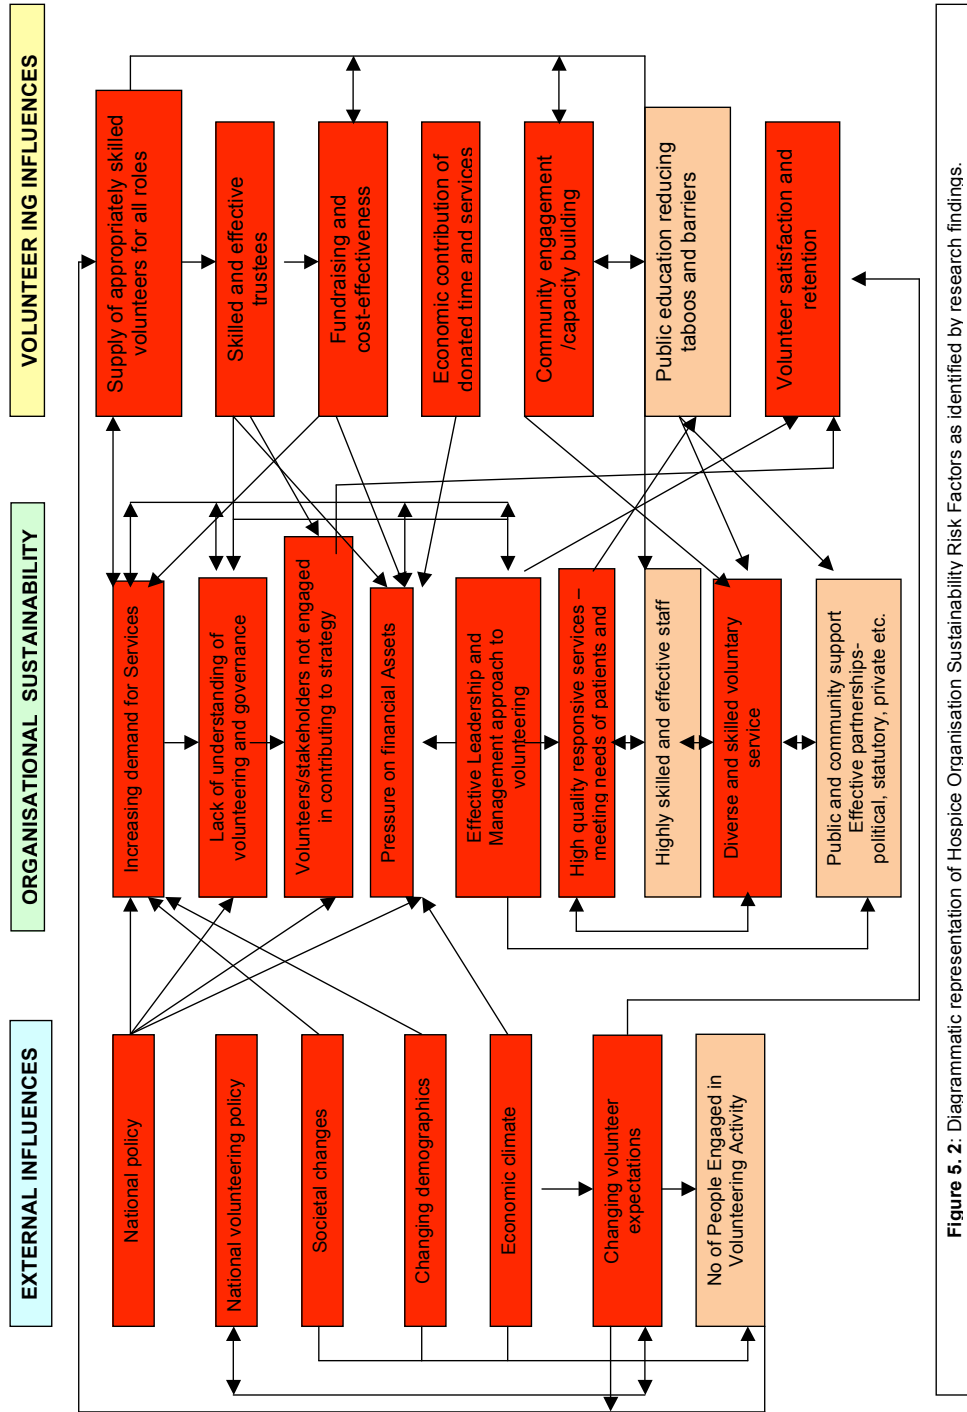 EXTERNAL INFLUENCES
National policy
National volunteering policy
Societal changes
Changing demographics
Economic climate
Changing volunteer
expectations
No of People Engaged in
Volunteering Activity
ORGANISATIONAL SUSTAINABILITY
Increasing demand for Services
Lack of understanding of
volunteering and governance
Volunteers/stakeholders not engaged
in contributing to strategy
Pressure on financial Assets
Effective Leadership and
Management approach to
volunteering
High quality responsive services –
meeting needs of patients and
Highly skilled and effective staff
Diverse and skilled voluntary
service
Public and community support
Effective partnerships-
political, statutory, private etc.
VOLUNTEER ING INFLUENCES
Supply of appropriately skilled
volunteers for all roles
Skilled and effective
trustees
Fundraising and
cost-effectiveness
Economic contribution of
donated time and services
Community engagement
/capacity building
Public education reducing
taboos and barriers
Volunteer satisfaction and
retention
Figure 5. 2: Diagrammatic representation of Hospice Organisation Sustainability Risk Factors as identified by research findings.